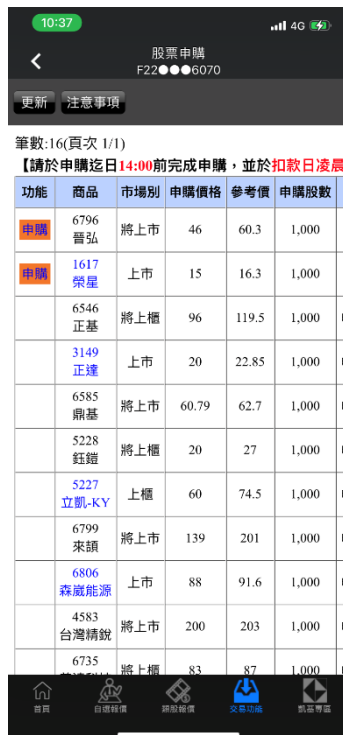 10:37
4G
股票申購
F22●●●6070
更新 注意事項
筆數:16(頁次 1/1)
【請於申購迄日14:00前完成申購，並於扣款日凌晨
功能 商品 市場別 申購價格 參考價 申購股數
申購 6796 晉弘 將上市 46 60.3 1,000
申購 1617 榮星 上市 15 16.3 1,000
6546 正基 將上櫃 96 119.5 1,000
3149 正達 上市 20 22.85 1,000
6585 鼎基 將上市 60.79 62.7 1,000
5228 鈺鎧 將上櫃 20 27 1,000
5227 立凱-KY 上櫃 60 74.5 1,000
6799 來頡 將上市 139 201 1,000
6806 森崴能源 上市 88 91.6 1,000
4583 台灣精銳 將上市 200 203 1,000
6735 將上櫃 83 87 1,000
首頁 自選報價 類股報價 交易功能 凱基專區